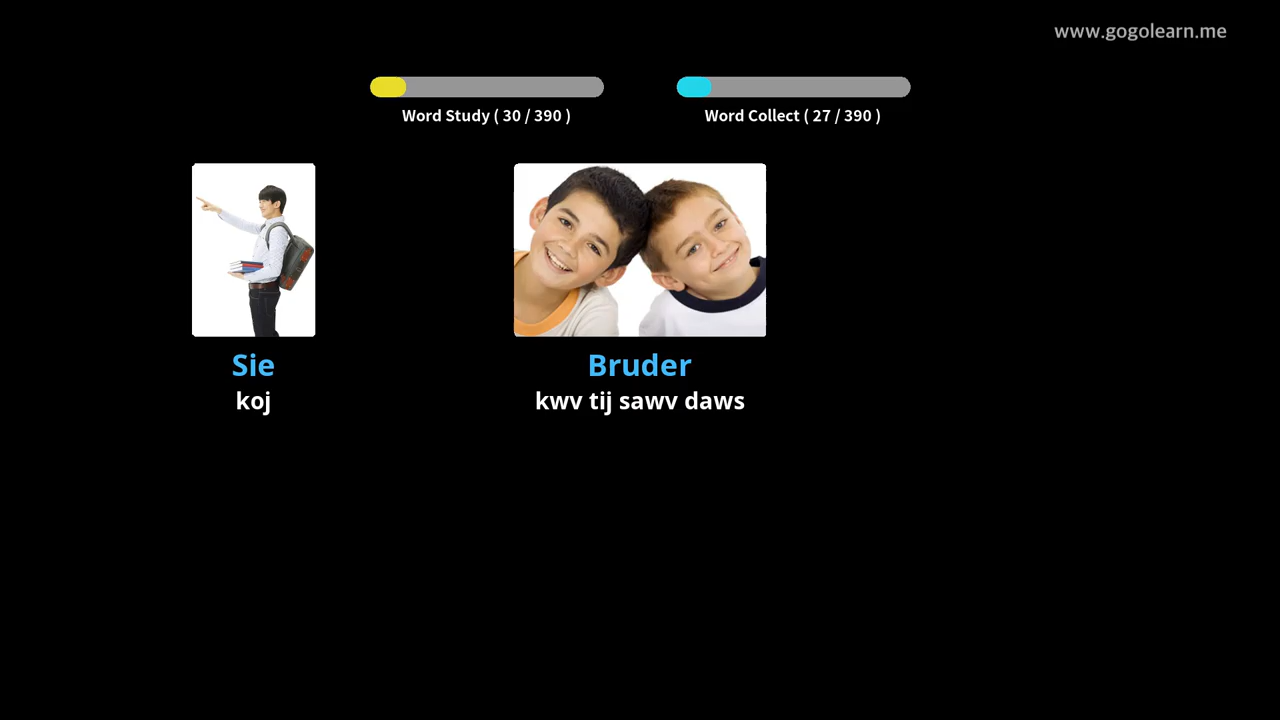 www.gogolearn.me
Word Study ( 30 / 390 )
Word Collect ( 27 / 390 )
Sie
koj
Bruder
kwv tij sawv daws